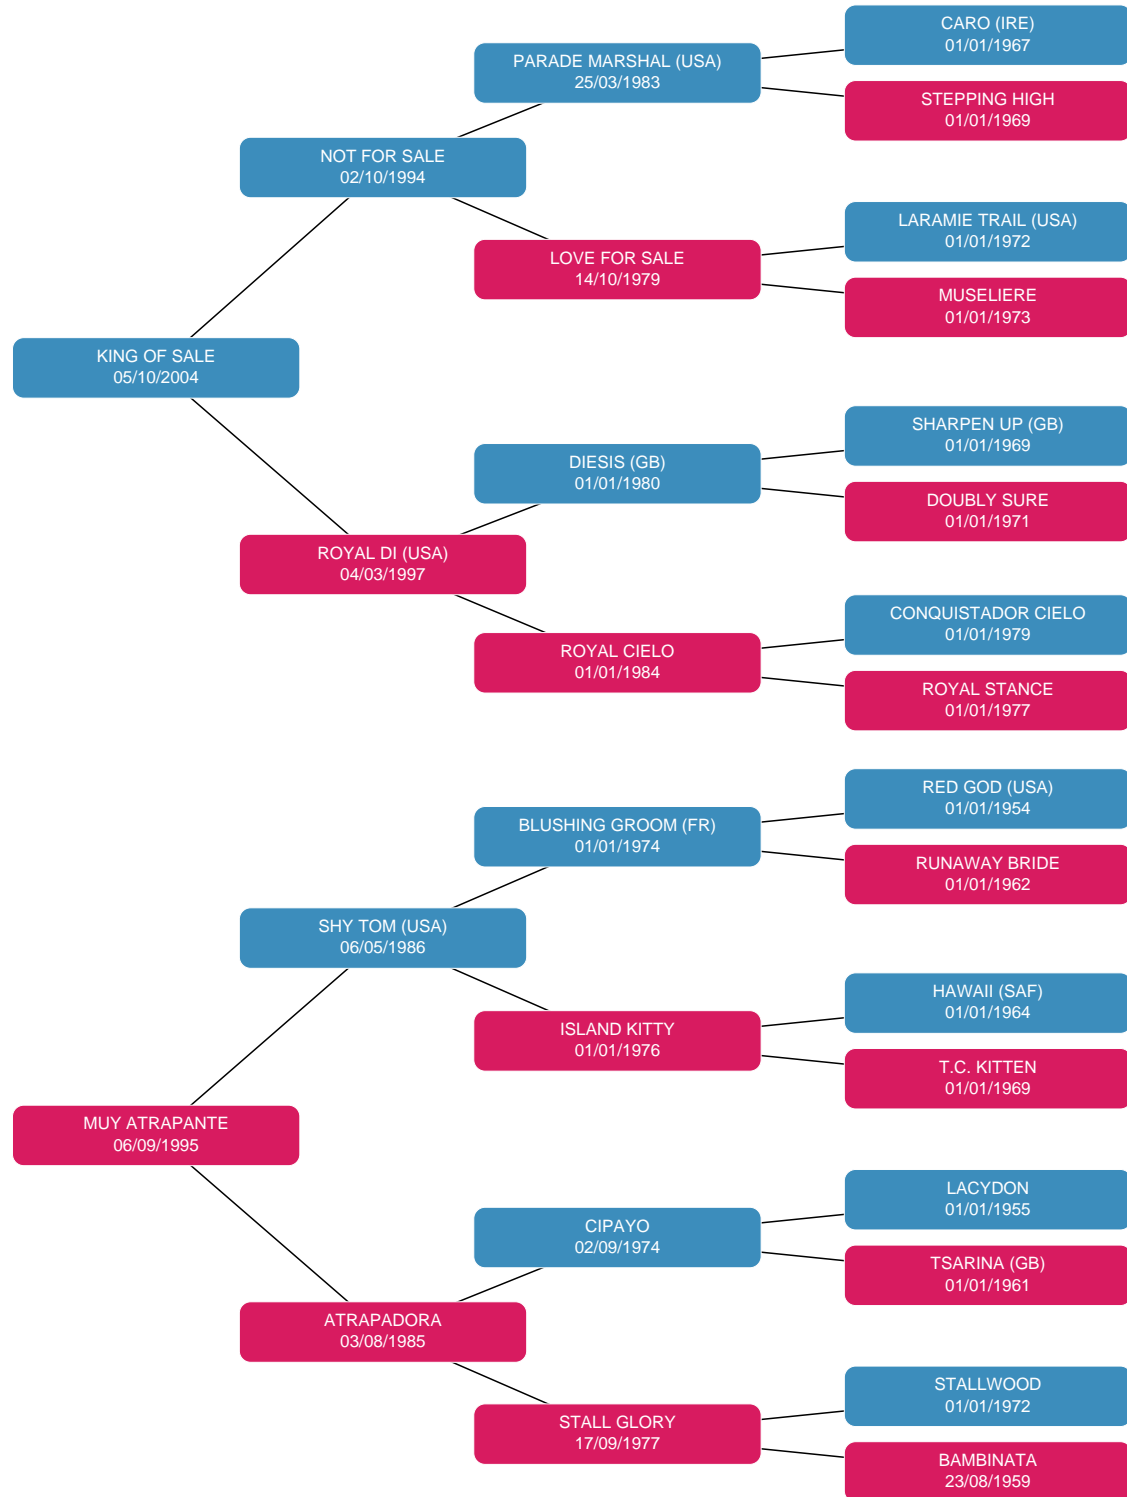 CARO (IRE)
01/01/1967
PARADE MARSHAL (USA)
25/03/1983
STEPPING HIGH
01/01/1969
NOT FOR SALE
02/10/1994
LARAMIE TRAIL (USA)
01/01/1972
LOVE FOR SALE
14/10/1979
MUSELIERE
01/01/1973
KING OF SALE
05/10/2004
SHARPEN UP (GB)
01/01/1969
DIESIS (GB)
01/01/1980
DOUBLY SURE
01/01/1971
ROYAL DI (USA)
04/03/1997
CONQUISTADOR CIELO
01/01/1979
ROYAL CIELO
01/01/1984
ROYAL STANCE
01/01/1977
RED GOD (USA)
01/01/1954
BLUSHING GROOM (FR)
01/01/1974
RUNAWAY BRIDE
01/01/1962
SHY TOM (USA)
06/05/1986
HAWAII (SAF)
01/01/1964
ISLAND KITTY
01/01/1976
T.C. KITTEN
01/01/1969
MUY ATRAPANTE
06/09/1995
LACYDON
01/01/1955
CIPAYO
02/09/1974
TSARINA (GB)
01/01/1961
ATRAPADORA
03/08/1985
STALLWOOD
01/01/1972
STALL GLORY
17/09/1977
BAMBINATA
23/08/1959